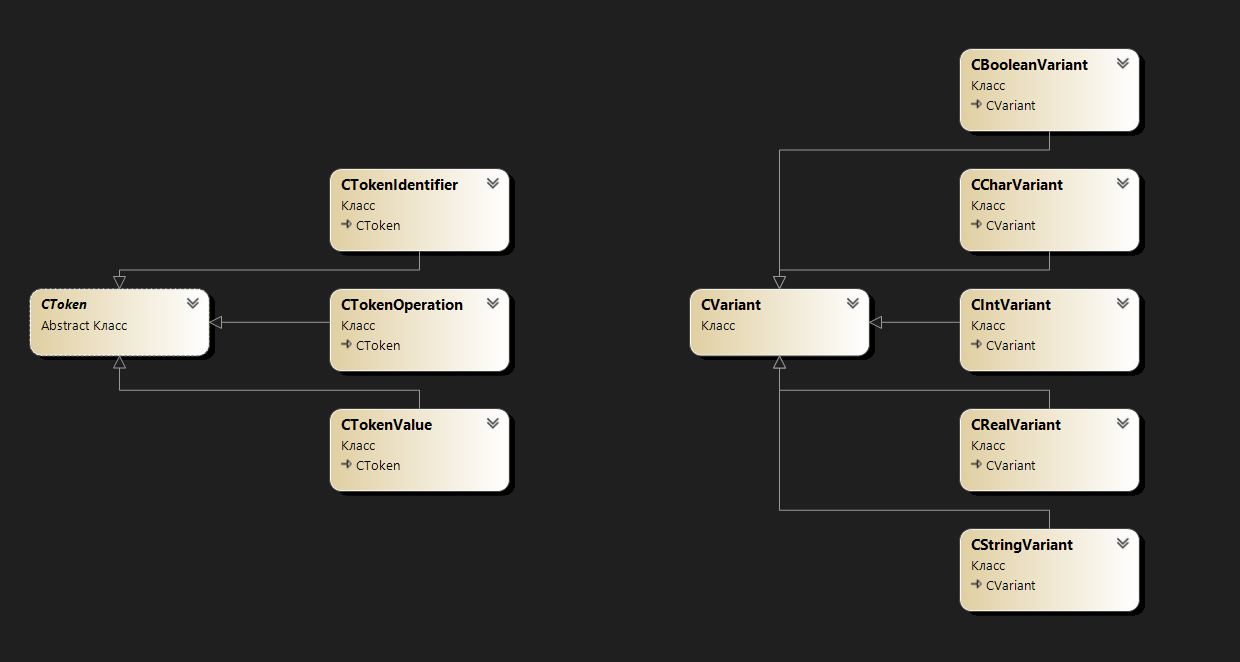 CTokenIdentifier
Класс
CToken
CToken
Abstract Класс
CTokenOperation
Класс
CToken
CTokenValue
Класс
CToken
CBooleanVariant
Класс
CVariant
CCharVariant
Класс
CVariant
CVariant
Класс
CIntVariant
Класс
CVariant
CRealVariant
Класс
CVariant
CStringVariant
Класс
CVariant